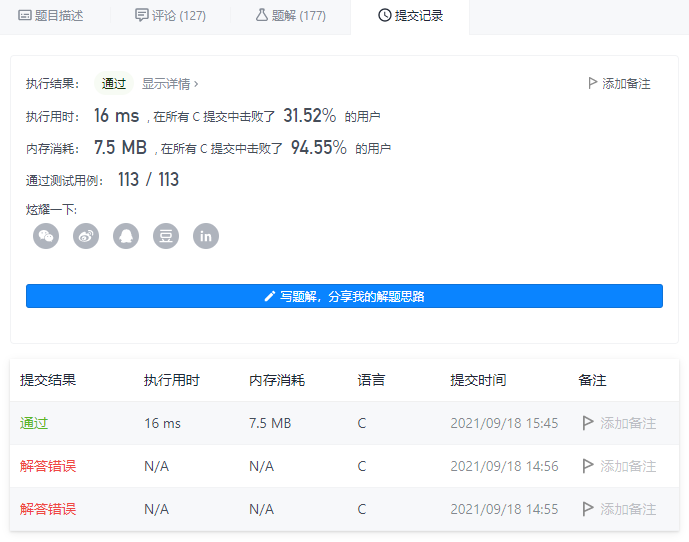 题目描述 评论 (127) 题解 (177) 提交记录
执行结果： 通过 显示详情 › 添加备注
执行用时： 16 ms , 在所有 C 提交中击败了 31.52% 的用户
内存消耗： 7.5 MB , 在所有 C 提交中击败了 94.55% 的用户
通过测试用例： 113 / 113
炫耀一下:
豆 in
写题解，分享我的解题思路
提交结果 执行用时 内存消耗 语言 提交时间 备注
通过 16 ms 7.5 MB C 2021/09/18 15:45 添加备注
解答错误 N/A N/A C 2021/09/18 14:56 添加备注
解答错误 N/A N/A C 2021/09/18 14:55 添加备注